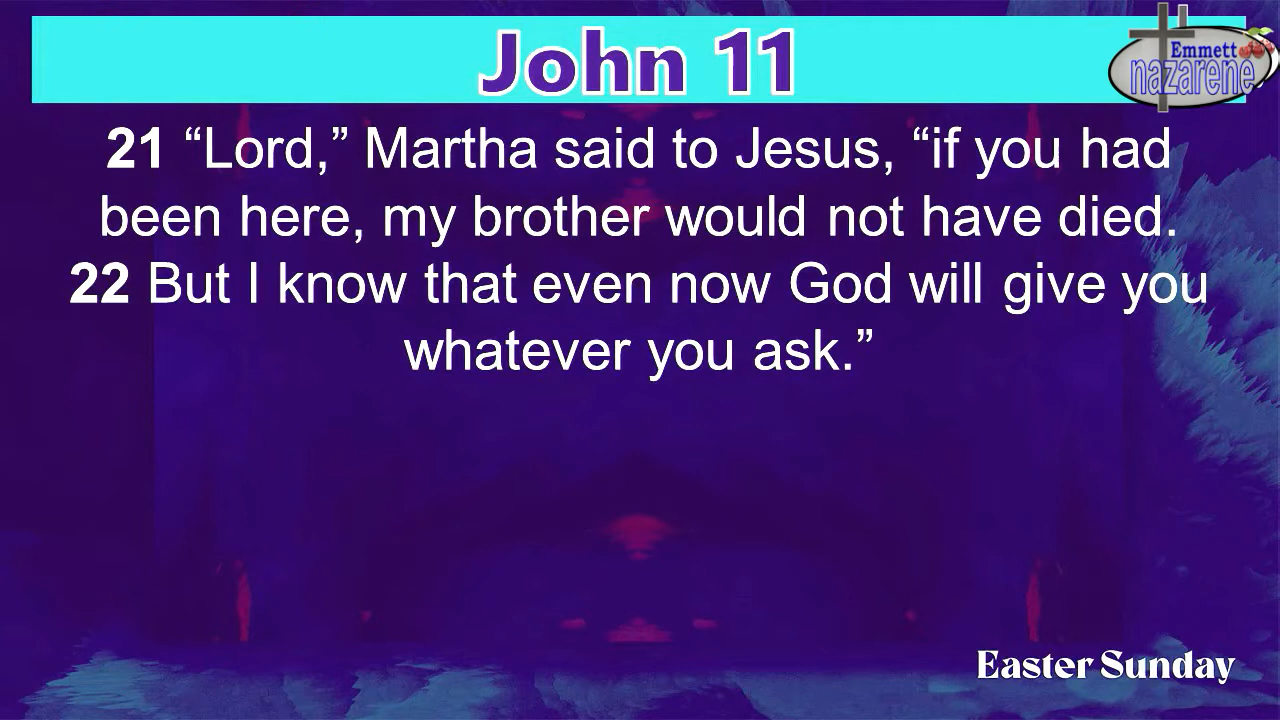 John 11
Emmett
nazarene
21 “Lord,” Martha said to Jesus, “if you had
been here, my brother would not have died.
22 But I know that even now God will give you
whatever you ask.”
Easter Sunday